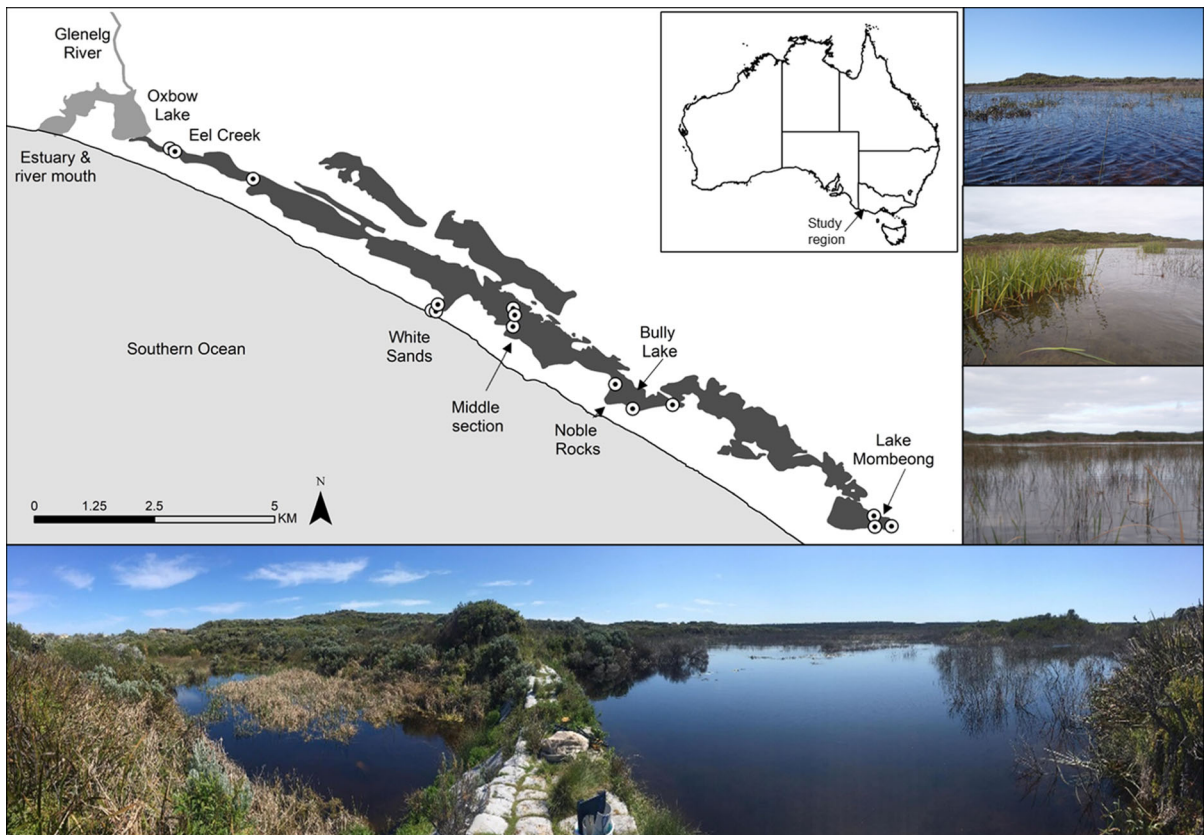 Glenelg
River
Oxbow
Lake
Eel Creek
Estuary &
river mouth
Study
region
White
Sands
Southern Ocean
Bully
Lake
Middle
section
Noble
Rocks
Lake
Mombeong
N
0 1.25 2.5 5
KM